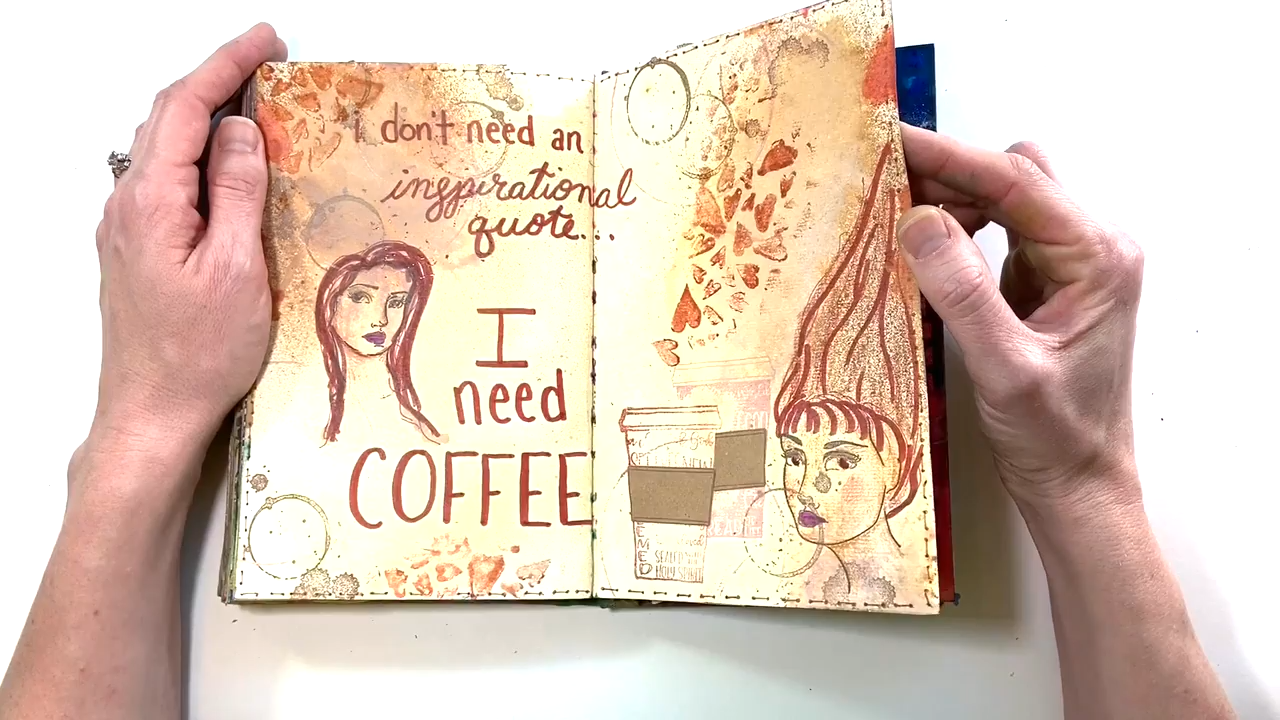 i don't need an
inspirational
quote...
I
need
COFFEE